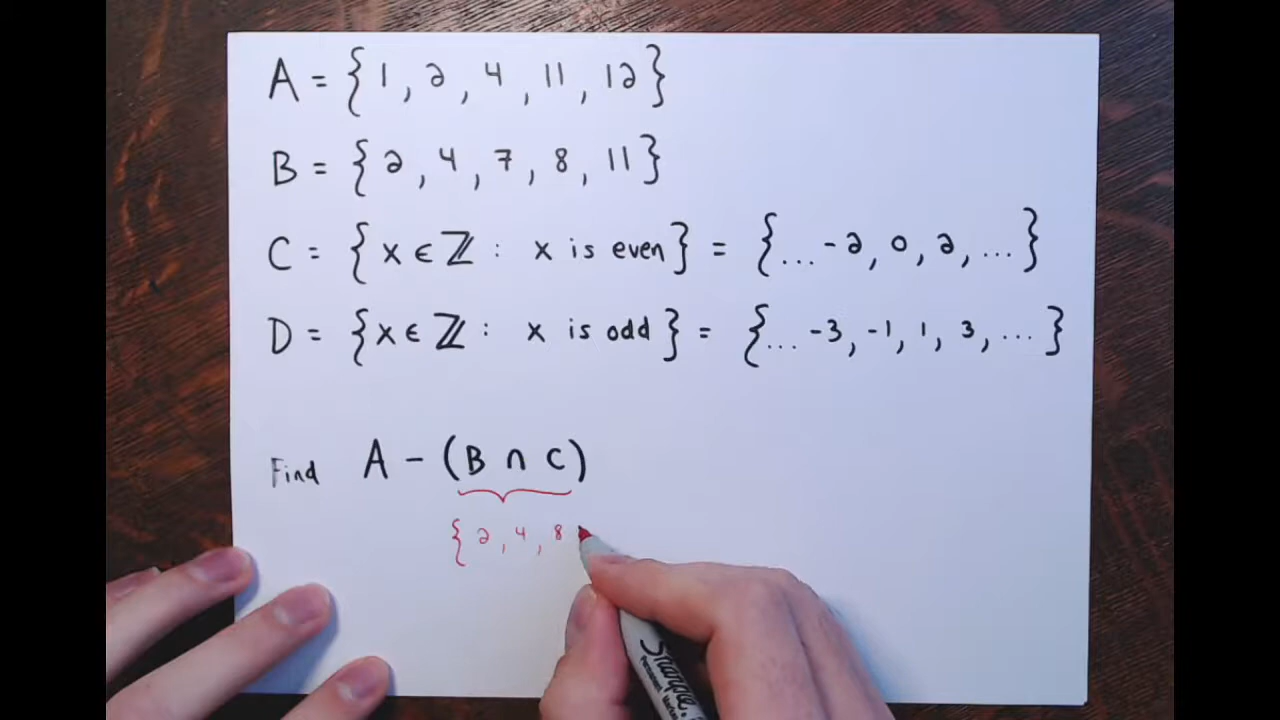 A = {1, 2, 4, 11, 12}
B = {2, 4, 7, 8, 11}
C = {x ∈ ℤ : x is even} = {... -2, 0, 2, ...}
D = {x ∈ ℤ : x is odd} = {... -3, -1, 1, 3, ...}
Find A - (B ∩ C)
{2, 4, 8
Sharpie